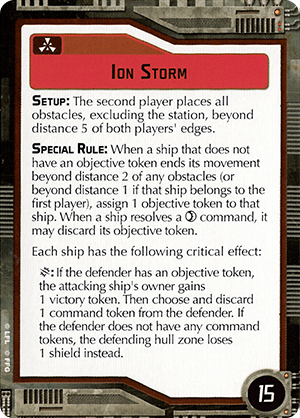 ION STORM
SETUP: The second player places all
obstacles, excluding the station, beyond
distance 5 of both players' edges.
SPECIAL RULE: When a ship that does not
have an objective token ends its movement
beyond distance 2 of any obstacles (or
beyond distance 1 if that ship belongs to the
first player), assign 1 objective token to that
ship. When a ship resolves a command, it
may discard its objective token.
Each ship has the following critical effect:
: If the defender has an objective token,
the attacking ship's owner gains
1 victory token. Then choose and discard
1 command token from the defender. If
the defender does not have any command
tokens, the defending hull zone loses
1 shield instead.
© LFL © FFG
15